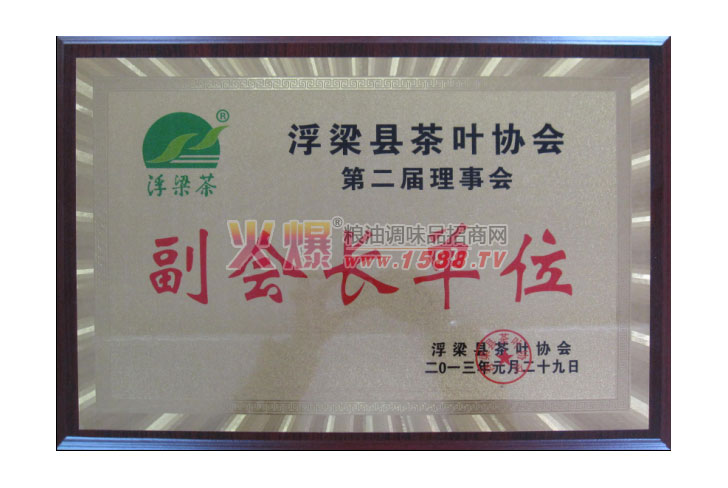 ®
浮梁茶
浮梁县茶叶协会
第二届理事会
火爆®粮油调味品招商网
www.1588.TV
副会长单位
浮梁县茶叶协会
二0一三年元月二十九日